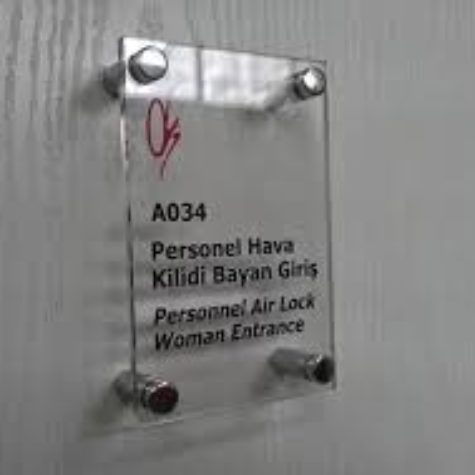 A034
Personel Hava
Kilidi Bayan Giriş
Personnel Air Lock
Woman Entrance